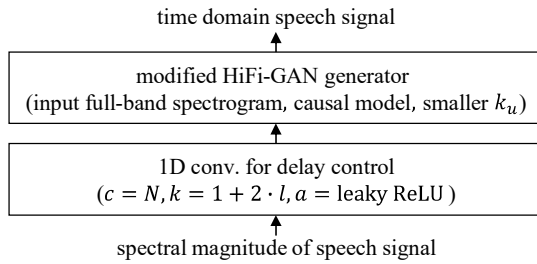 time domain speech signal
modified HiFi-GAN generator
(input full-band spectrogram, causal model, smaller k_u)
1D conv. for delay control
(c = N, k = 1 + 2 · l, a = leaky ReLU )
spectral magnitude of speech signal